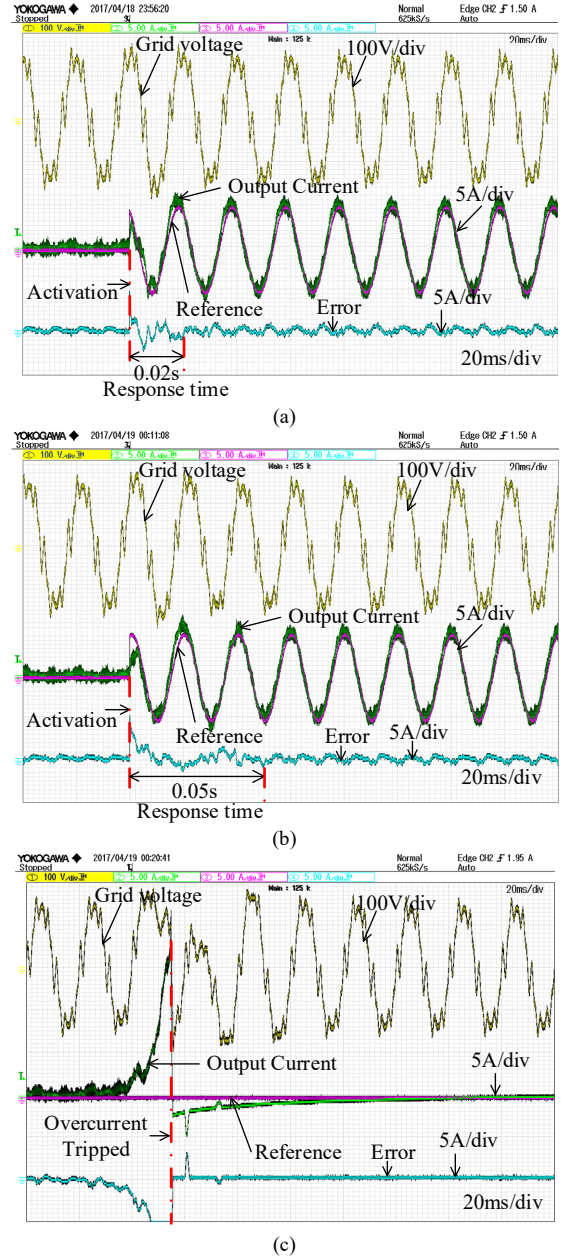 YOKOGAWA ◆ 2017/04/18 23:56:20 Normal Edge CH2 ⨍ 1.50 A
Stopped 625kS/s Auto
100 V 5.00 A 5.00 A 5.00 A
Main : 125 k 20ms/div
Grid voltage
100V/div
Output Current
5A/div
Activation
Reference
Error
5A/div
0.02s
20ms/div
Response time
(a)
YOKOGAWA ◆ 2017/04/19 00:11:08 Normal Edge CH2 ⨍ 1.50 A
Stopped 625kS/s Auto
100 V 5.00 A 5.00 A 5.00 A
Main : 125 k 20ms/div
Grid voltage
100V/div
Output Current
5A/div
Activation
Reference
Error
5A/div
0.05s
20ms/div
Response time
(b)
YOKOGAWA ◆ 2017/04/19 00:20:41 Normal Edge CH2 ⨍ 1.95 A
Stopped 625kS/s Auto
100 V 5.00 A 5.00 A 5.00 A
Main : 125 k 20ms/div
Grid voltage
100V/div
Output Current
5A/div
Overcurrent
Tripped
Reference
Error
5A/div
20ms/div
(c)